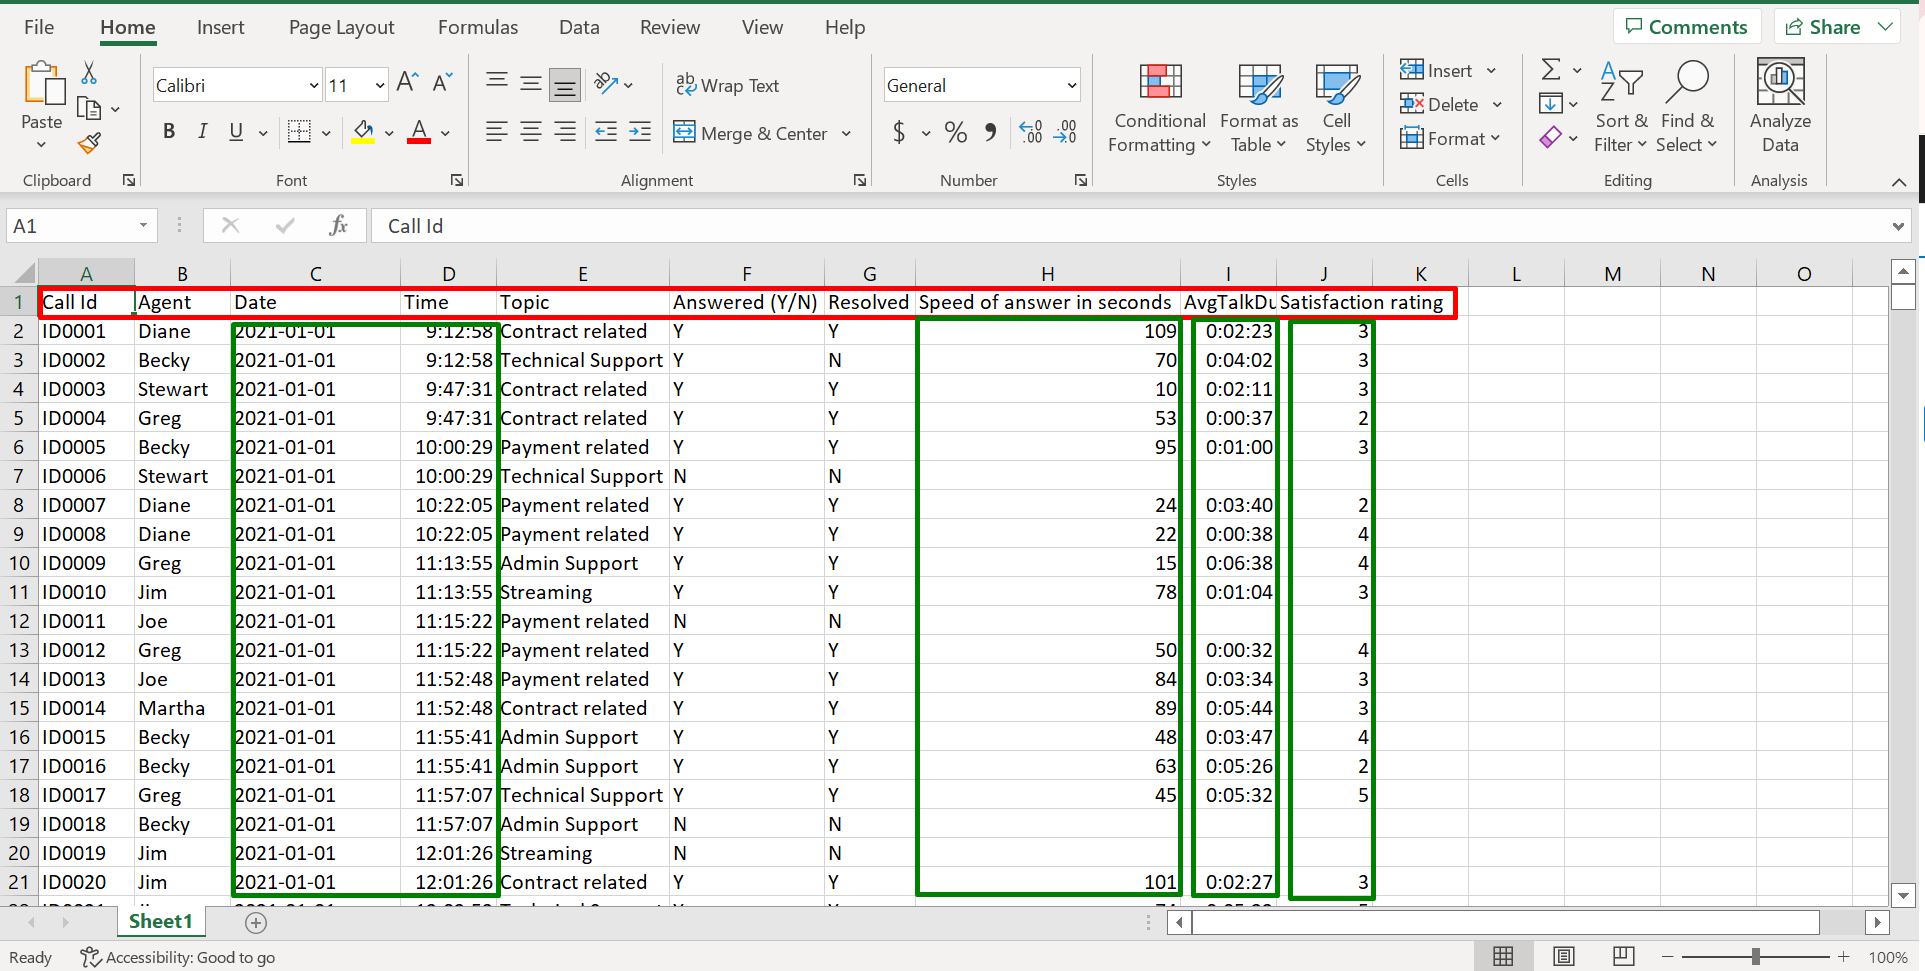 File Home Insert Page Layout Formulas Data Review View Help Comments Share
Calibri 11 A A ab Wrap Text General
Insert
Delete
Format
Paste
B I U A Merge & Center $ % .00 .00
Conditional Formatting
Format as Table
Cell Styles
Sort & Filter
Find & Select
Analyze Data
Clipboard Font Alignment Number Styles Cells Editing Analysis
A1 fx Call Id
A B C D E F G H I J K L M N O
1 Call Id Agent Date Time Topic Answered (Y/N) Resolved Speed of answer in seconds AvgTalkDu Satisfaction rating
2 ID0001 Diane 2021-01-01 9:12:58 Contract related Y Y 109 0:02:23 3
3 ID0002 Becky 2021-01-01 9:12:58 Technical Support Y N 70 0:04:02 3
4 ID0003 Stewart 2021-01-01 9:47:31 Contract related Y Y 10 0:02:11 3
5 ID0004 Greg 2021-01-01 9:47:31 Contract related Y Y 53 0:00:37 2
6 ID0005 Becky 2021-01-01 10:00:29 Payment related Y Y 95 0:01:00 3
7 ID0006 Stewart 2021-01-01 10:00:29 Technical Support N N
8 ID0007 Diane 2021-01-01 10:22:05 Payment related Y Y 24 0:03:40 2
9 ID0008 Diane 2021-01-01 10:22:05 Payment related Y Y 22 0:00:38 4
10 ID0009 Greg 2021-01-01 11:13:55 Admin Support Y Y 15 0:06:38 4
11 ID0010 Jim 2021-01-01 11:13:55 Streaming Y Y 78 0:01:04 3
12 ID0011 Joe 2021-01-01 11:15:22 Payment related N N
13 ID0012 Greg 2021-01-01 11:15:22 Payment related Y Y 50 0:00:32 4
14 ID0013 Joe 2021-01-01 11:52:48 Payment related Y Y 84 0:03:34 3
15 ID0014 Martha 2021-01-01 11:52:48 Contract related Y Y 89 0:05:44 3
16 ID0015 Becky 2021-01-01 11:55:41 Admin Support Y Y 48 0:03:47 4
17 ID0016 Becky 2021-01-01 11:55:41 Admin Support Y Y 63 0:05:26 2
18 ID0017 Greg 2021-01-01 11:57:07 Technical Support Y Y 45 0:05:32 5
19 ID0018 Becky 2021-01-01 11:57:07 Admin Support N N
20 ID0019 Jim 2021-01-01 12:01:26 Streaming N N
21 ID0020 Jim 2021-01-01 12:01:26 Contract related Y Y 101 0:02:27 3
Sheet1
Ready Accessibility: Good to go 100%